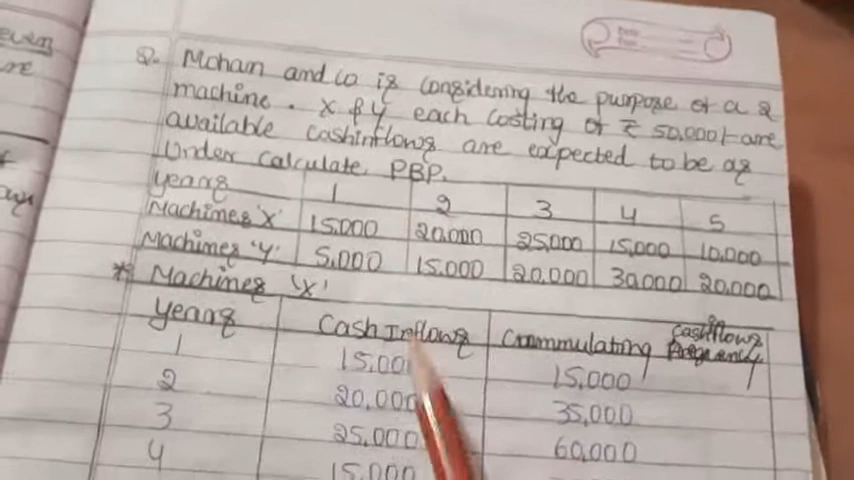 even
re
Q. Mohan and co is considering the purpose of a 2
machine . X & Y each costing of ₹ 50,000/- are
available cashinflows are expected to be as
Under calculate PBP.
years 1 2 3 4 5
Machines 'X' 15,000 20,000 25,000 15,000 10,000
Machines 'Y' 5,000 15,000 20,000 30,000 20,000
* Machines 'X'
years Cash Inflows Cummulating cashflows
1 15,000 15,000
2 20,000 35,000
3 25,000 60,000
4 15,000